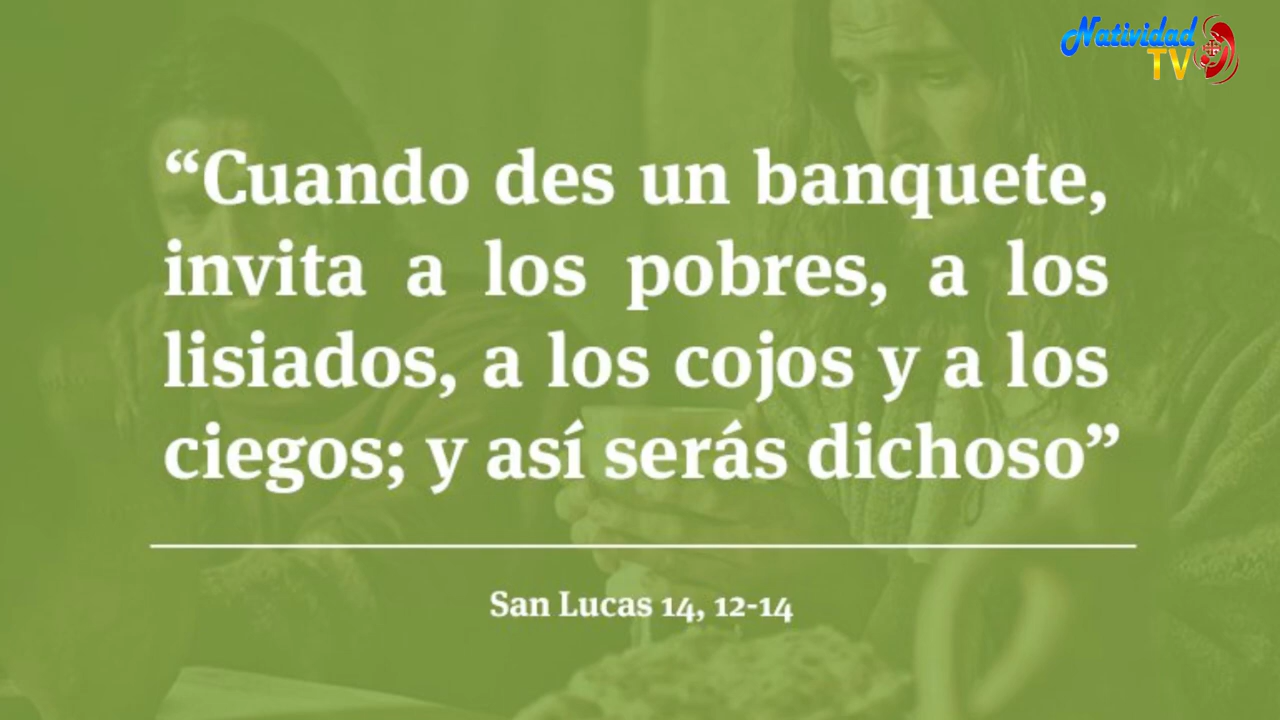 Natividad
TV
“Cuando des un banquete,
invita a los pobres, a los
lisiados, a los cojos y a los
ciegos; y así serás dichoso”
San Lucas 14, 12-14